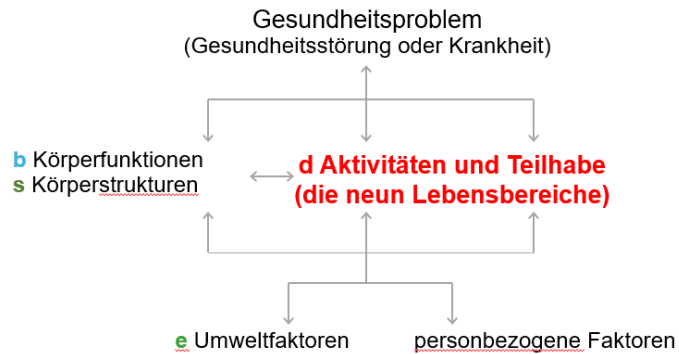 Gesundheitsproblem
(Gesundheitsstörung oder Krankheit)
b Körperfunktionen
s Körperstrukturen
d Aktivitäten und Teilhabe
(die neun Lebensbereiche)
e Umweltfaktoren
personbezogene Faktoren